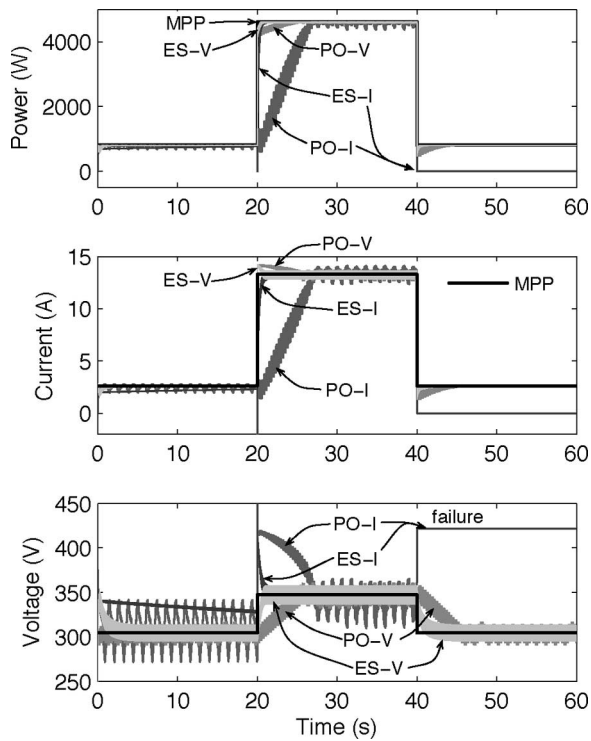 MPP
ES−V
PO−V
ES−I
PO−I
Power (W)
4000
2000
0
0 10 20 30 40 50 60
PO−V
ES−V
ES−I
PO−I
MPP
Current (A)
15
10
5
0
0 10 20 30 40 50 60
PO−I
ES−I
failure
PO−V
ES−V
Voltage (V)
450
400
350
300
250
0 10 20 30 40 50 60
Time (s)